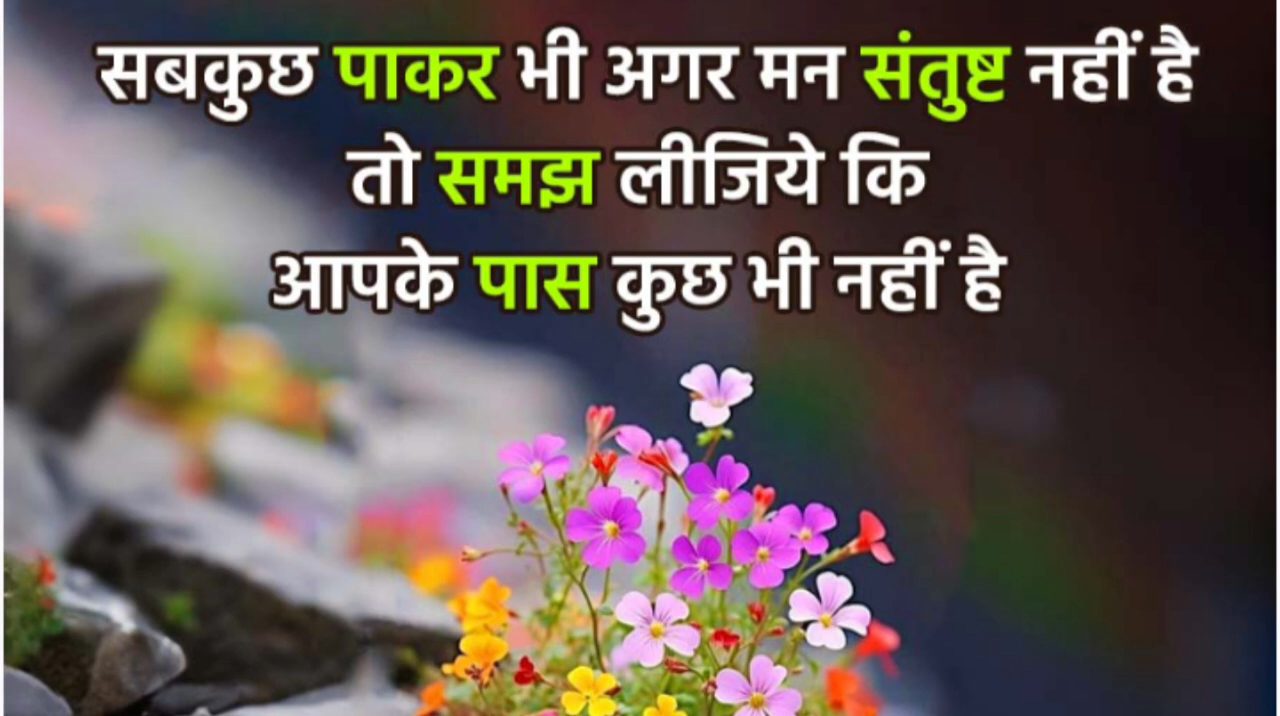 सबकुछ पाकर भी अगर मन संतुष्ट नहीं है
तो समझ लीजिये कि
आपके पास कुछ भी नहीं है